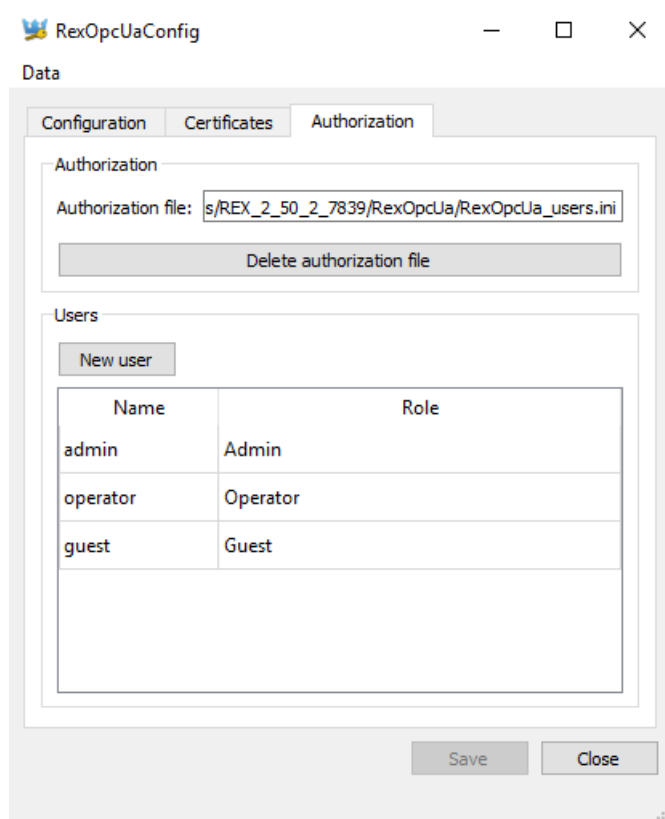 RexOpcUaConfig
Data
Configuration Certificates Authorization
Authorization
Authorization file: s/REX_2_50_2_7839/RexOpcUa/RexOpcUa_users.ini
Delete authorization file
Users
New user
Name Role
admin Admin
operator Operator
guest Guest
Save Close